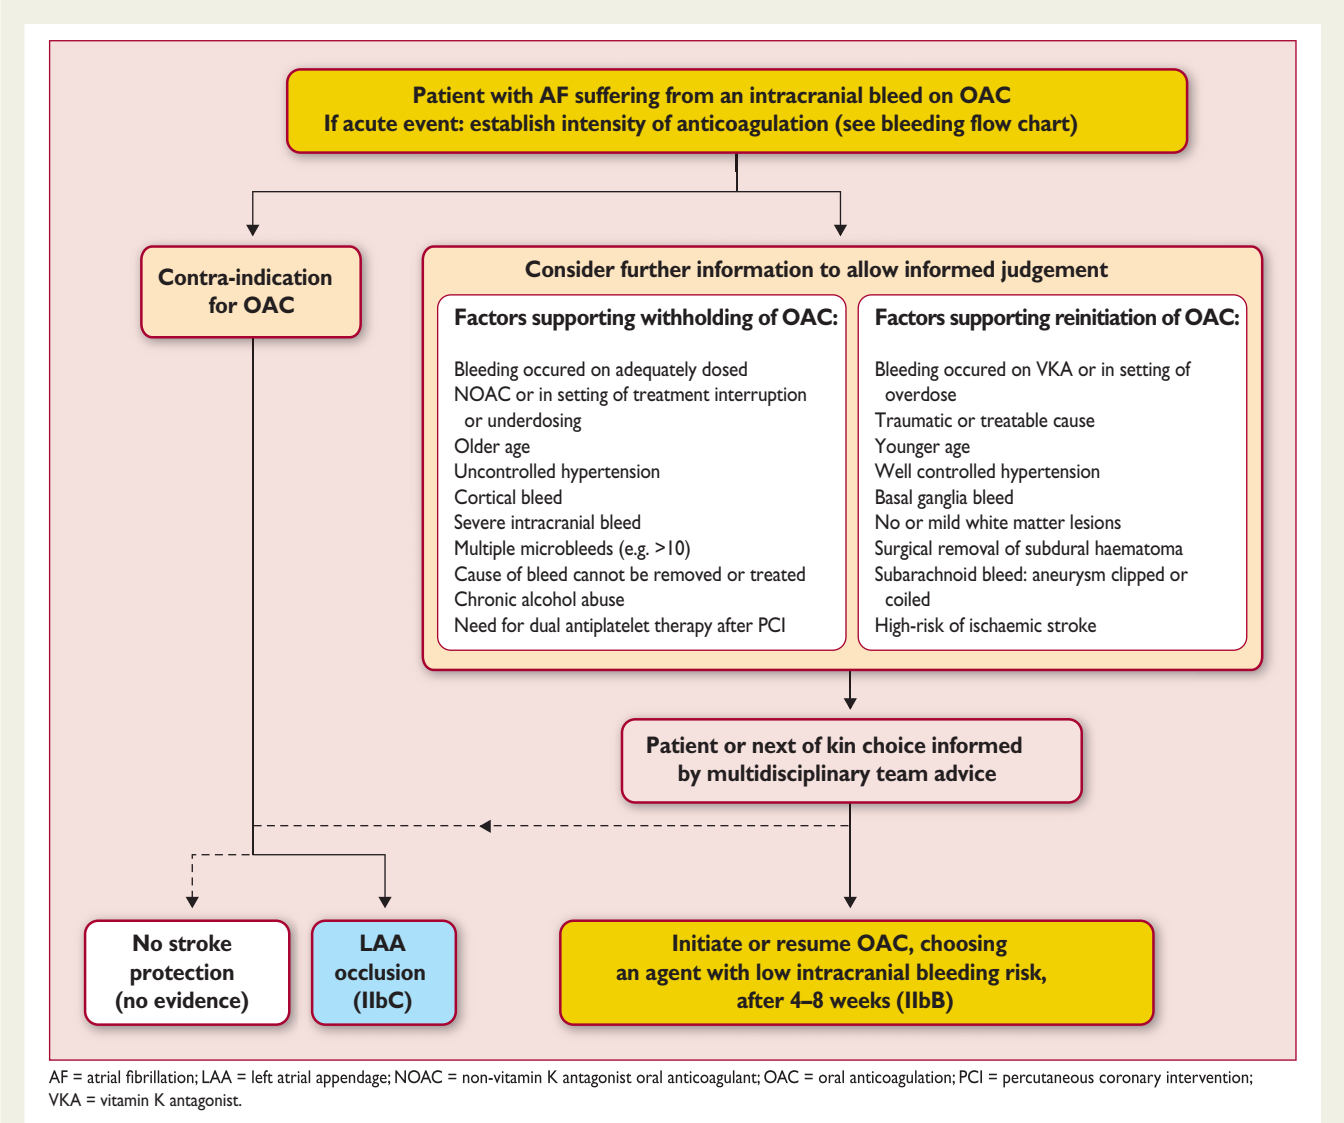 Patient with AF suffering from an intracranial bleed on OAC
If acute event: establish intensity of anticoagulation (see bleeding flow chart)
Contra-indication
for OAC
Consider further information to allow informed judgement
Factors supporting withholding of OAC:
Bleeding occured on adequately dosed
NOAC or in setting of treatment interruption
or underdosing
Older age
Uncontrolled hypertension
Cortical bleed
Severe intracranial bleed
Multiple microbleeds (e.g. >10)
Cause of bleed cannot be removed or treated
Chronic alcohol abuse
Need for dual antiplatelet therapy after PCI
Factors supporting reinitiation of OAC:
Bleeding occured on VKA or in setting of
overdose
Traumatic or treatable cause
Younger age
Well controlled hypertension
Basal ganglia bleed
No or mild white matter lesions
Surgical removal of subdural haematoma
Subarachnoid bleed: aneurysm clipped or
coiled
High-risk of ischaemic stroke
Patient or next of kin choice informed
by multidisciplinary team advice
No stroke
protection
(no evidence)
LAA
occlusion
(IIbC)
Initiate or resume OAC, choosing
an agent with low intracranial bleeding risk,
after 4–8 weeks (IIbB)
AF = atrial fibrillation; LAA = left atrial appendage; NOAC = non-vitamin K antagonist oral anticoagulant; OAC = oral anticoagulation; PCI = percutaneous coronary intervention;
VKA = vitamin K antagonist.